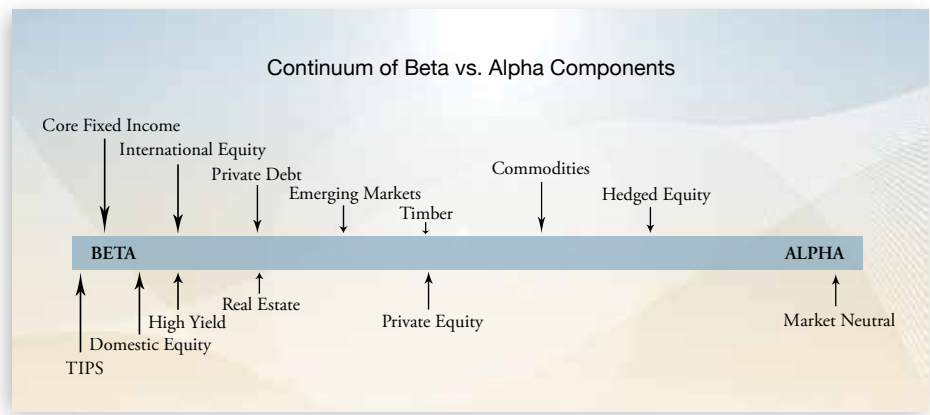 Continuum of Beta vs. Alpha Components
Core Fixed Income
International Equity
Private Debt
Emerging Markets
Timber
Commodities
Hedged Equity
BETA
ALPHA
TIPS
Domestic Equity
High Yield
Real Estate
Private Equity
Market Neutral